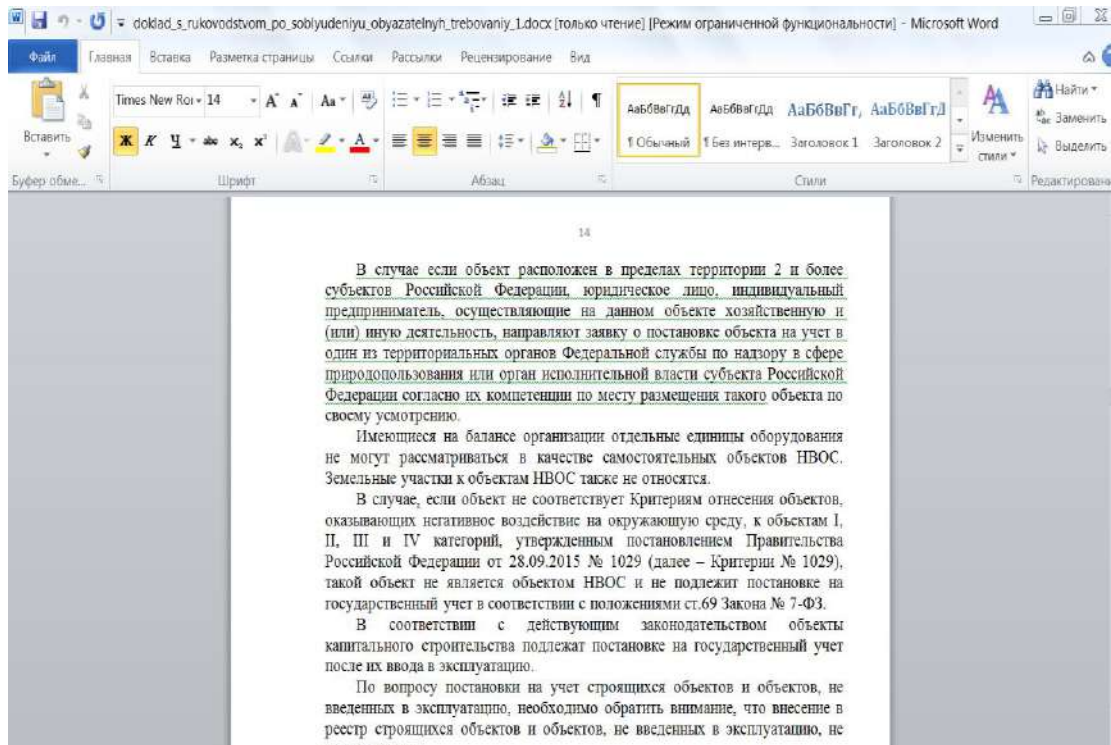 doklad_s_rukovodstvom_po_soblyudeniyu_obyazatelnyh_trebovaniy_1.docx [только чтение] [Режим ограниченной функциональности] - Microsoft Word
Файл Главная Вставка Разметка страницы Ссылки Рассылки Рецензирование Вид
Times New Roı 14 Aa Найти
АаБбВвГгДд АаБбВвГгДд АаБбВвГг, АаБбВвГгД Заменить
Вставить Ж К Ч abc x₂ x² ¶ Обычный ¶ Без интерв... Заголовок 1 Заголовок 2 Изменить стили Выделить
Буфер обме... Шрифт Абзац Стили Редактировани
14
В случае если объект расположен в пределах территории 2 и более
субъектов Российской Федерации, юридическое лицо, индивидуальный
предприниматель, осуществляющие на данном объекте хозяйственную и
(или) иную деятельность, направляют заявку о постановке объекта на учет в
один из территориальных органов Федеральной службы по надзору в сфере
природопользования или орган исполнительной власти субъекта Российской
Федерации согласно их компетенции по месту размещения такого объекта по
своему усмотрению.
Имеющиеся на балансе организации отдельные единицы оборудования
не могут рассматриваться в качестве самостоятельных объектов НВОС.
Земельные участки к объектам НВОС также не относятся.
В случае, если объект не соответствует Критериям отнесения объектов,
оказывающих негативное воздействие на окружающую среду, к объектам I,
II, III и IV категорий, утвержденным постановлением Правительства
Российской Федерации от 28.09.2015 № 1029 (далее – Критерии № 1029),
такой объект не является объектом НВОС и не подлежит постановке на
государственный учет в соответствии с положениями ст.69 Закона № 7-ФЗ.
В соответствии с действующим законодательством объекты
капитального строительства подлежат постановке на государственный учет
после их ввода в эксплуатацию.
По вопросу постановки на учет строящихся объектов и объектов, не
введенных в эксплуатацию, необходимо обратить внимание, что внесение в
реестр строящихся объектов и объектов, не введенных в эксплуатацию, не